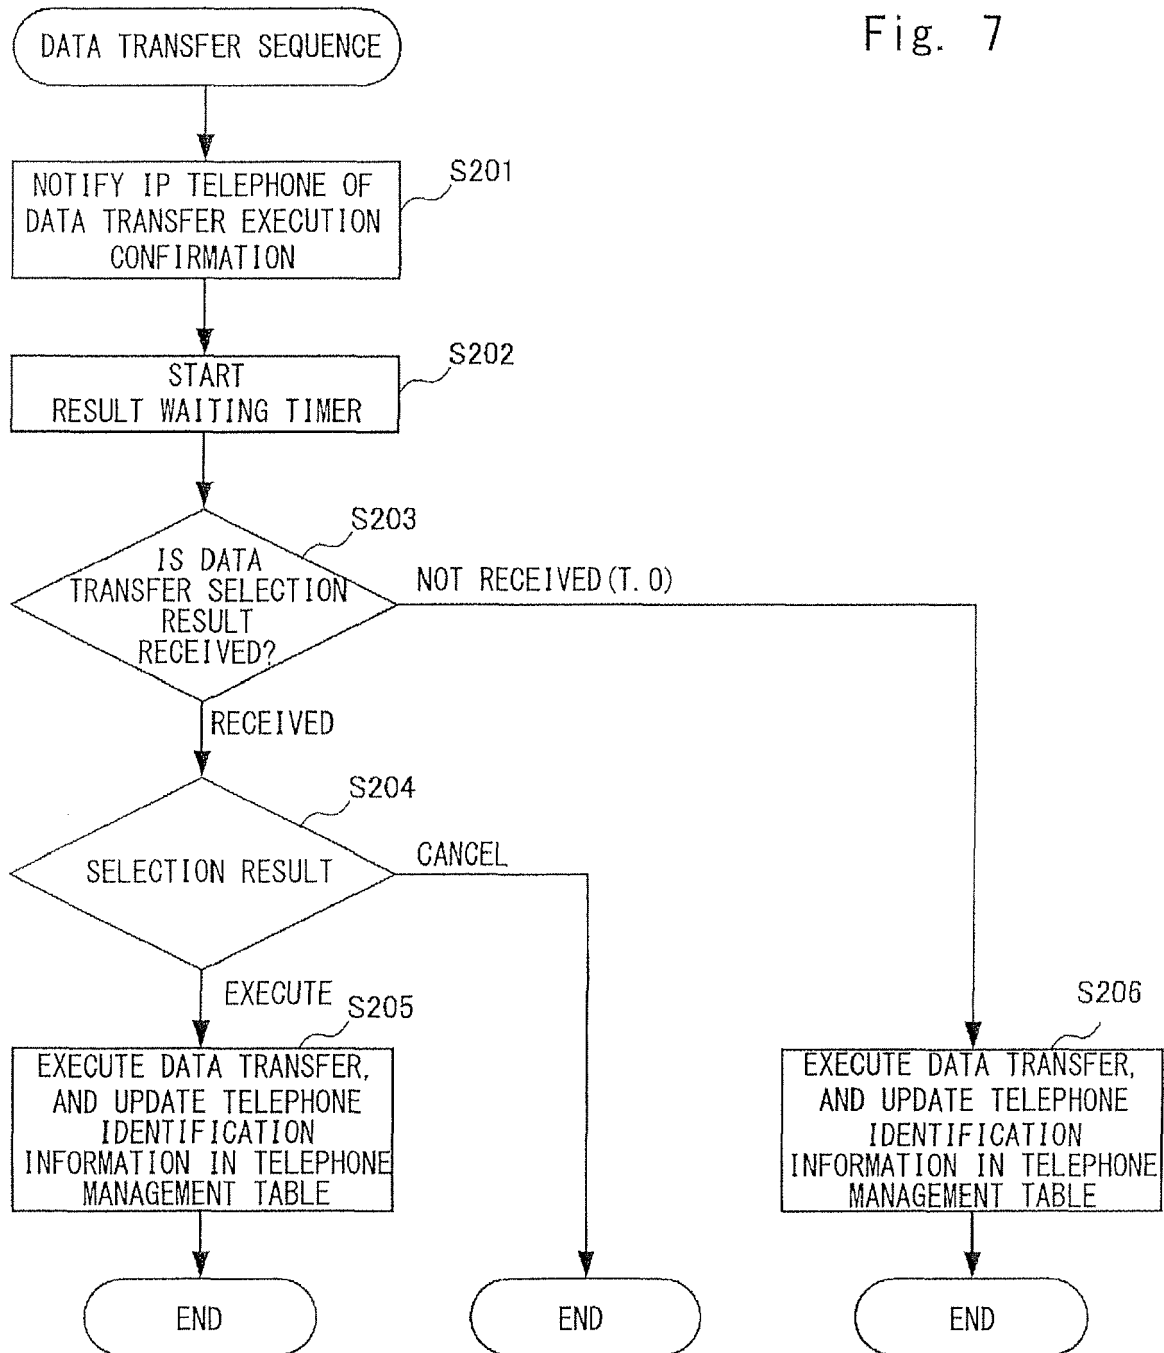 Fig. 7
DATA TRANSFER SEQUENCE
S201
NOTIFY IP TELEPHONE OF
DATA TRANSFER EXECUTION
CONFIRMATION
S202
START
RESULT WAITING TIMER
S203
IS DATA
TRANSFER SELECTION
RESULT
RECEIVED?
NOT RECEIVED(T.O)
RECEIVED
S204
SELECTION RESULT
CANCEL
EXECUTE
S205
EXECUTE DATA TRANSFER,
AND UPDATE TELEPHONE
IDENTIFICATION
INFORMATION IN TELEPHONE
MANAGEMENT TABLE
S206
EXECUTE DATA TRANSFER,
AND UPDATE TELEPHONE
IDENTIFICATION
INFORMATION IN TELEPHONE
MANAGEMENT TABLE
END
END
END